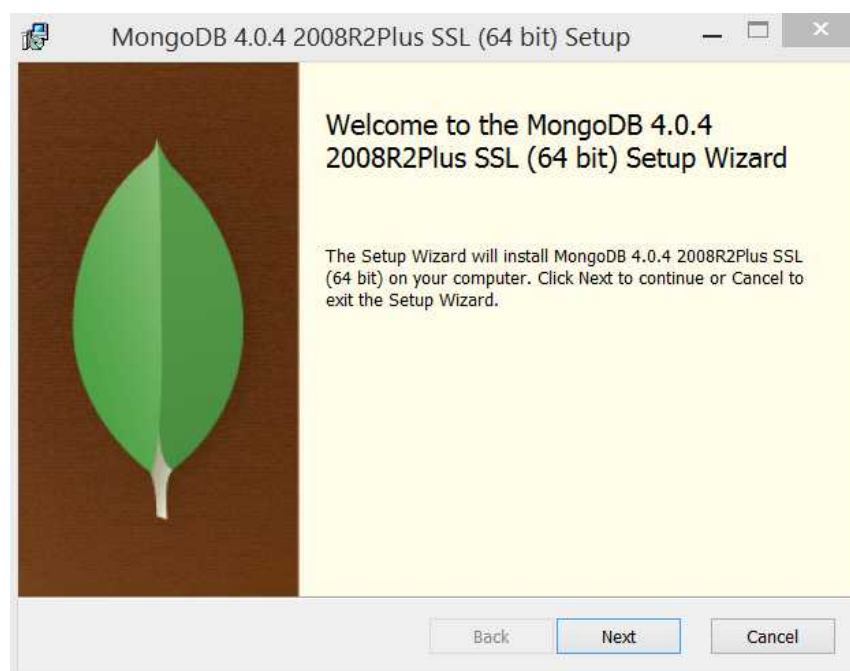 MongoDB 4.0.4 2008R2Plus SSL (64 bit) Setup
Welcome to the MongoDB 4.0.4
2008R2Plus SSL (64 bit) Setup Wizard
The Setup Wizard will install MongoDB 4.0.4 2008R2Plus SSL
(64 bit) on your computer. Click Next to continue or Cancel to
exit the Setup Wizard.
Back Next Cancel